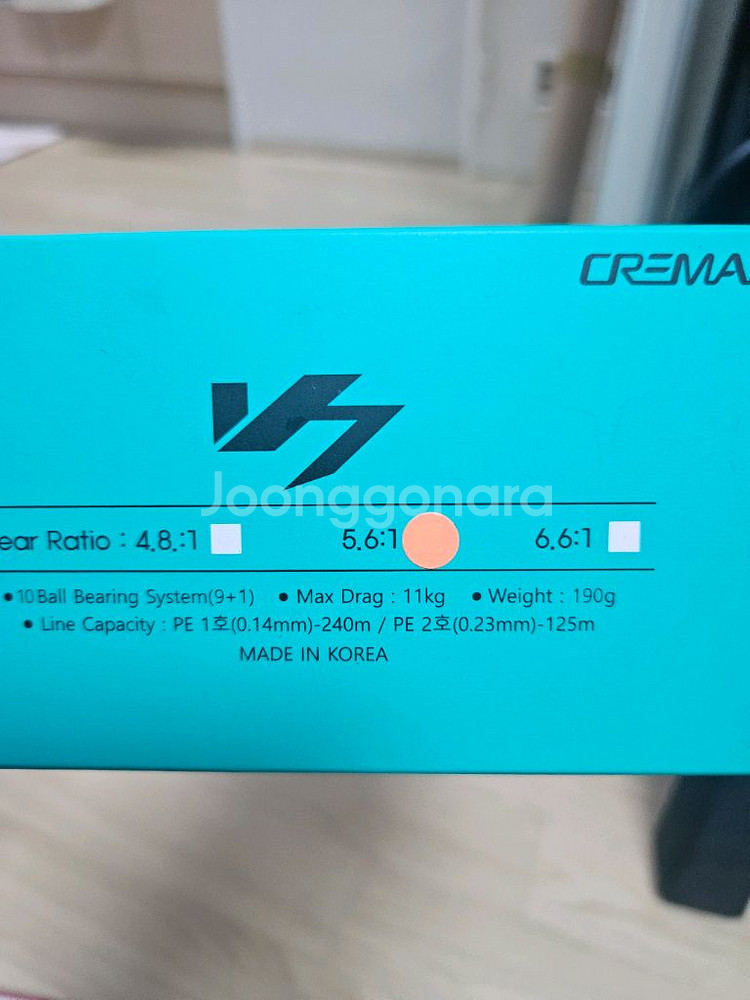 CREMA
V7
Joonggonara
ear Ratio : 4.8.:1 5.6:1 6.6:1
• 10 Ball Bearing System(9+1) • Max Drag : 11kg • Weight : 190g
• Line Capacity : PE 1호(0.14mm)-240m / PE 2호(0.23mm)-125m
MADE IN KOREA